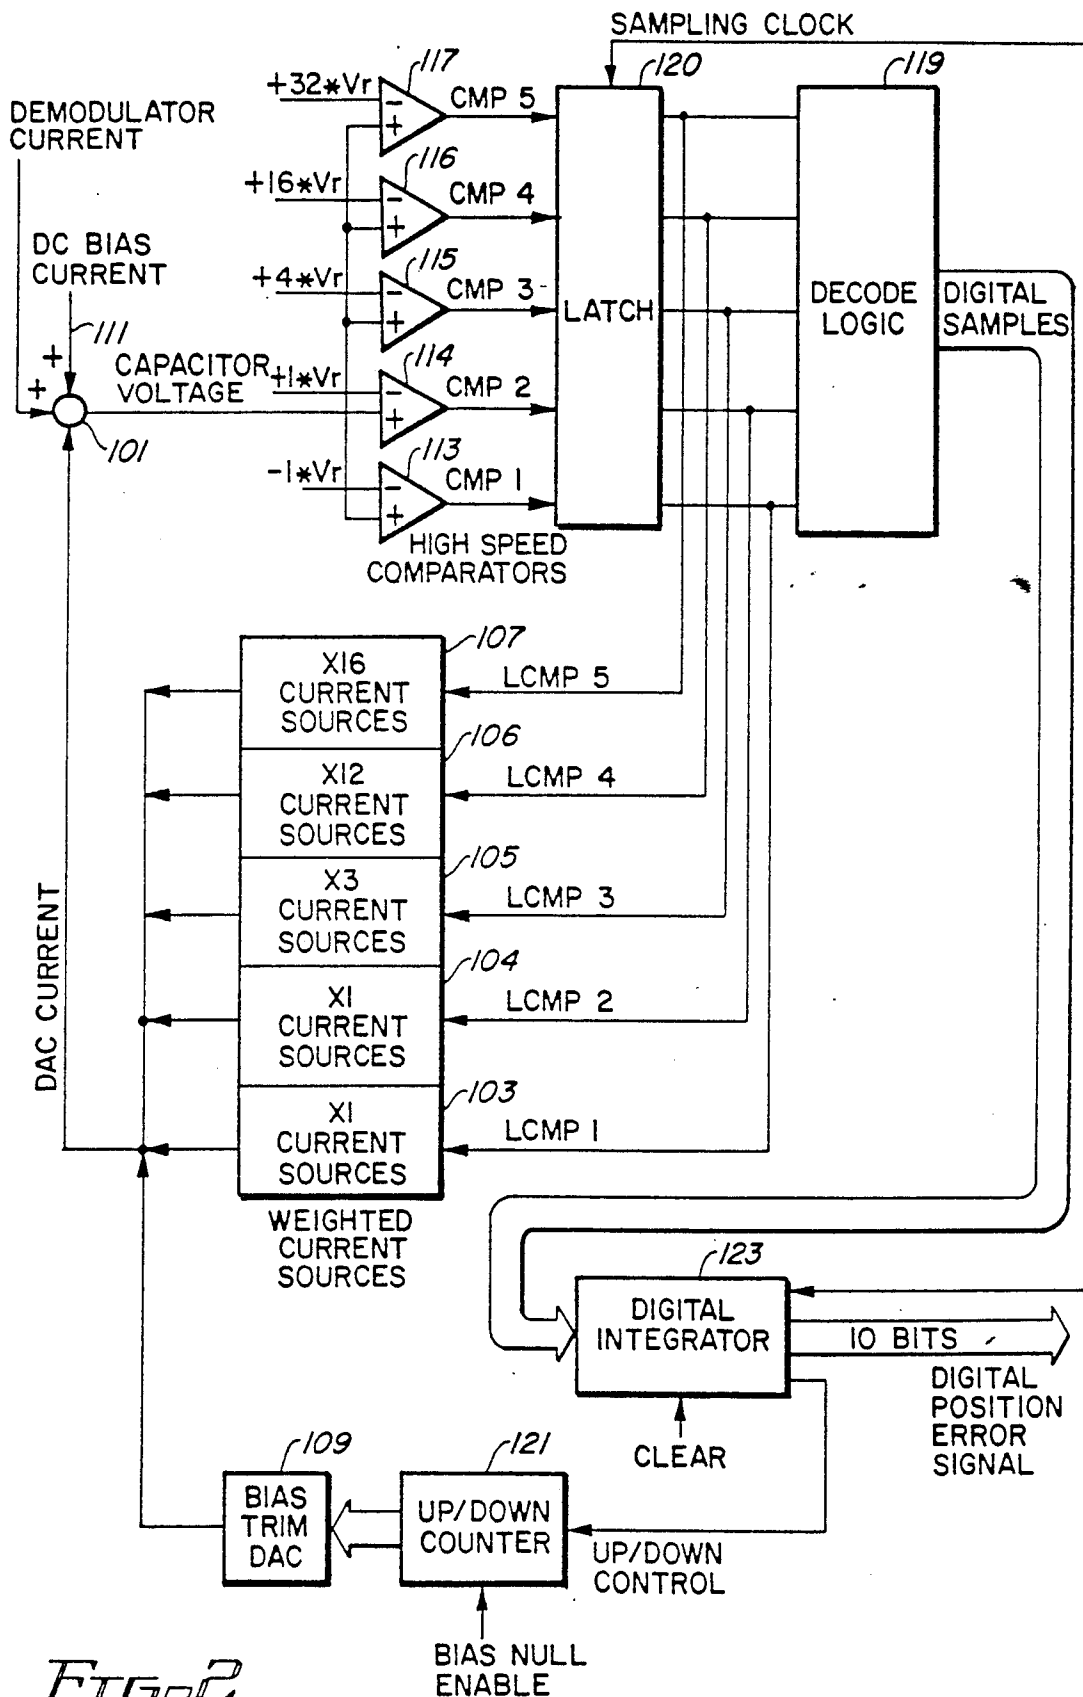 SAMPLING CLOCK
117
120
119
+32*Vr
-
+
CMP 5
DEMODULATOR
CURRENT
116
+16*Vr
-
+
CMP 4
DC BIAS
CURRENT
115
+4*Vr
-
+
CMP 3
LATCH
DECODE
LOGIC
DIGITAL
SAMPLES
111
+
+
CAPACITOR
VOLTAGE
114
+1*Vr
-
+
CMP 2
101
113
-1*Vr
-
+
CMP 1
HIGH SPEED
COMPARATORS
107
X16
CURRENT
SOURCES
LCMP 5
106
X12
CURRENT
SOURCES
LCMP 4
105
X3
CURRENT
SOURCES
LCMP 3
DAC CURRENT
104
X1
CURRENT
SOURCES
LCMP 2
103
X1
CURRENT
SOURCES
LCMP 1
WEIGHTED
CURRENT
SOURCES
123
DIGITAL
INTEGRATOR
10 BITS
DIGITAL
POSITION
ERROR
SIGNAL
CLEAR
109
BIAS
TRIM
DAC
121
UP/DOWN
COUNTER
UP/DOWN
CONTROL
BIAS NULL
ENABLE
FIG. 2